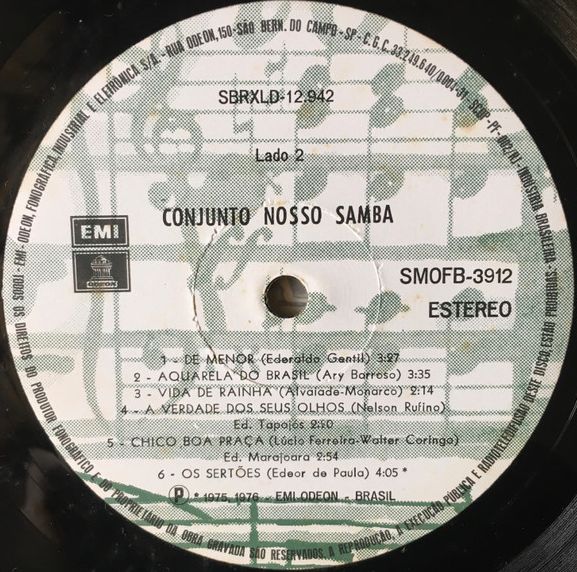 EMI-ODEON, FONOGRÁFICA, INDUSTRIAL E ELETRÔNICA S/A. - RUA ODEON, 150 - SÃO BERN. DO CAMPO - SP - C.G.C. 33.249.640/
INDÚSTRIA BRASILEIRA
SBRXLD-12.942
Lado 2
CONJUNTO NOSSO SAMBA
EMI
ODEON
SMOFB-3912
ESTEREO
1 - DE MENOR (Ederaldo Gentil) 3:27
2 - AQUARELA DO BRASIL (Ary Barroso) 3:35
3 - VIDA DE RAINHA (Alvaiade-Monarco) 2:14
4 - A VERDADE DOS SEUS OLHOS (Nelson Rufino)
Ed. Tapajós 2:50
5 - CHICO BOA PRAÇA (Lúcio Ferreira-Walter Coringa)
Ed. Marajoara 2:54
6 - OS SERTÕES (Edeor de Paula) 4:05 *
Ⓟ * 1975, 1976 - EMI-ODEON - BRASIL
TODOS OS DIREITOS DO PRODUTOR FONOGRÁFICO E DO PROPRIETÁRIO DA OBRA GRAVADA SÃO RESERVADOS. A REPRODUÇÃO, A EXECUÇÃO PÚBLICA E RADIOTELEDIFUSÃO DESTE DISCO, ESTÃO PROIBIDAS.